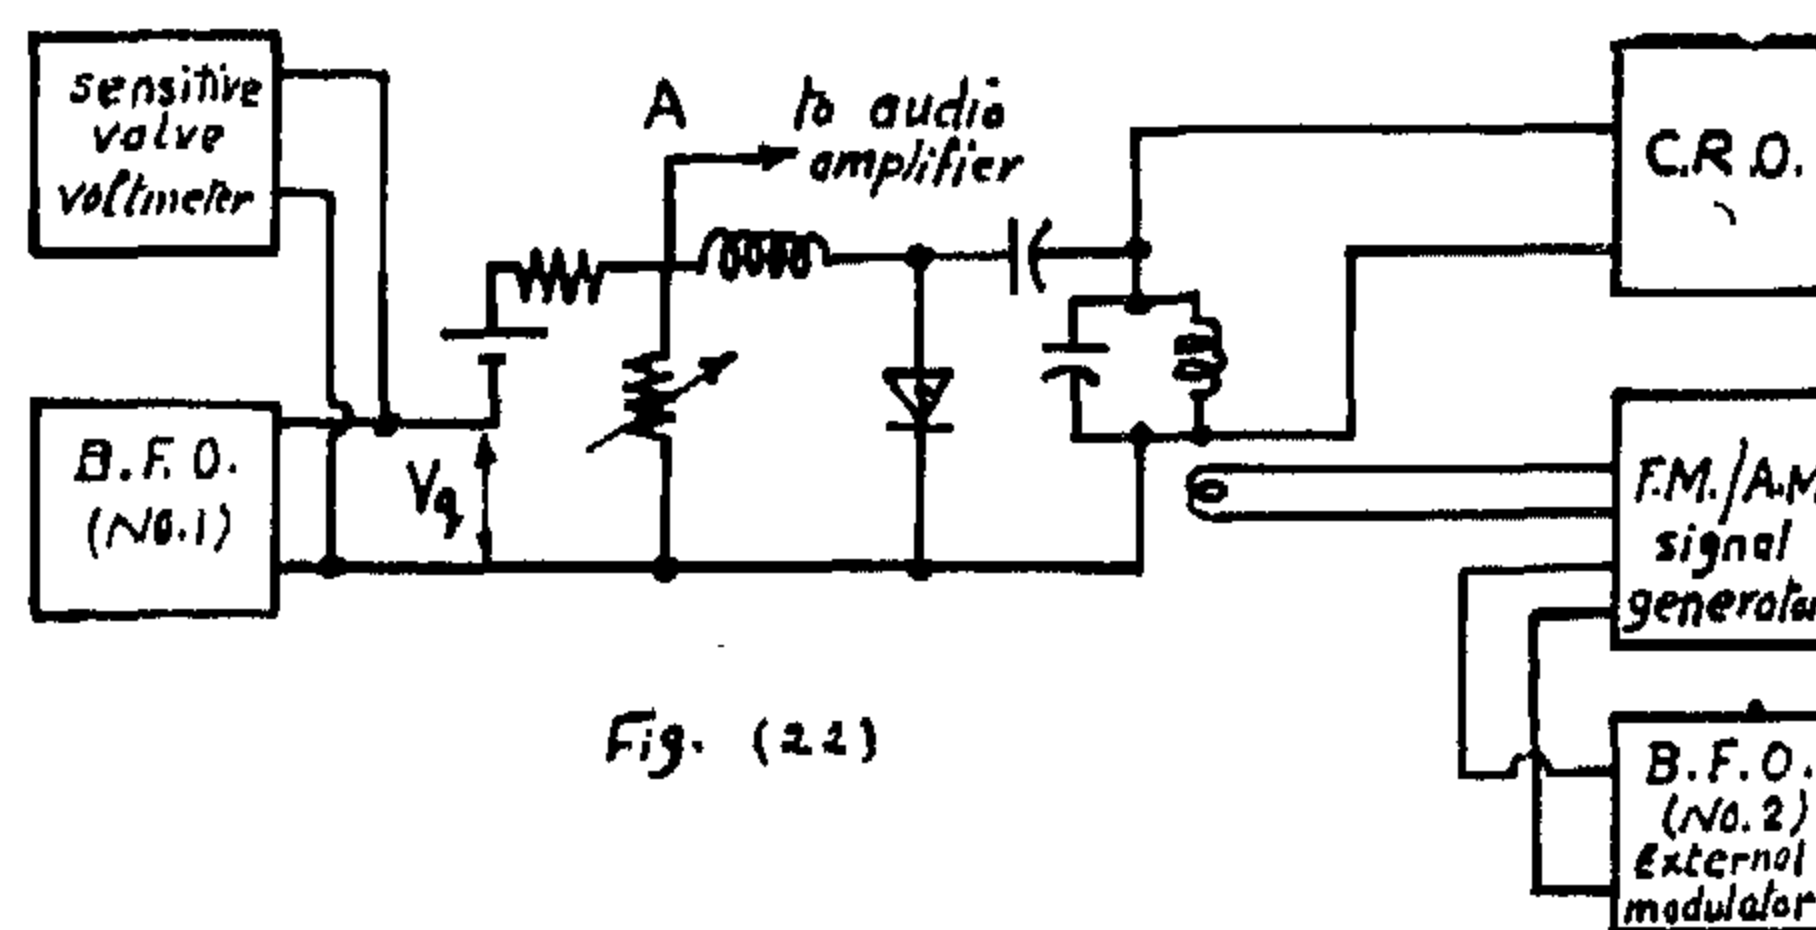 sensitive
valve
voltmeter
A
to audio
amplifier
C.R.O.
B.F.O.
(No.1)
Vq
F.M./A.M
signal
generator
Fig. (22)
B.F.O.
(No.2)
External
modulator